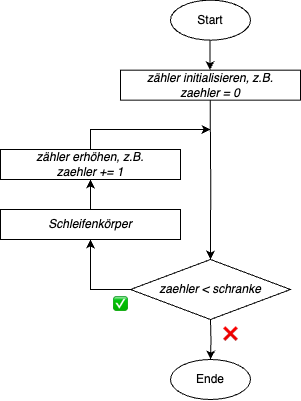 Start
zähler initialisieren, z.B.
zaehler = 0
zähler erhöhen, z.B.
zaehler += 1
Schleifenkörper
zaehler < schranke
Ende